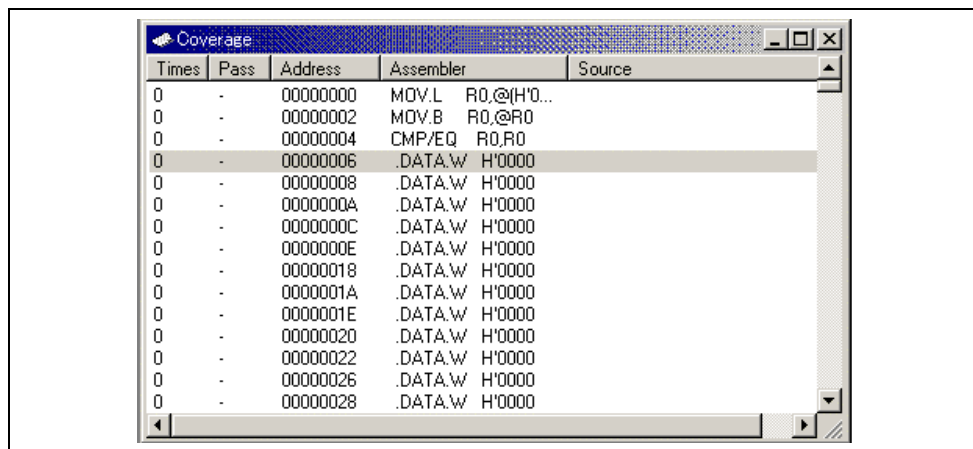 Coverage
Times Pass Address Assembler Source
0 - 00000000 MOV.L R0,@(H'0...
0 - 00000002 MOV.B R0,@R0
0 - 00000004 CMP/EQ R0,R0
0 - 00000006 .DATA.W H'0000
0 - 00000008 .DATA.W H'0000
0 - 0000000A .DATA.W H'0000
0 - 0000000C .DATA.W H'0000
0 - 0000000E .DATA.W H'0000
0 - 00000018 .DATA.W H'0000
0 - 0000001A .DATA.W H'0000
0 - 0000001E .DATA.W H'0000
0 - 00000020 .DATA.W H'0000
0 - 00000022 .DATA.W H'0000
0 - 00000026 .DATA.W H'0000
0 - 00000028 .DATA.W H'0000